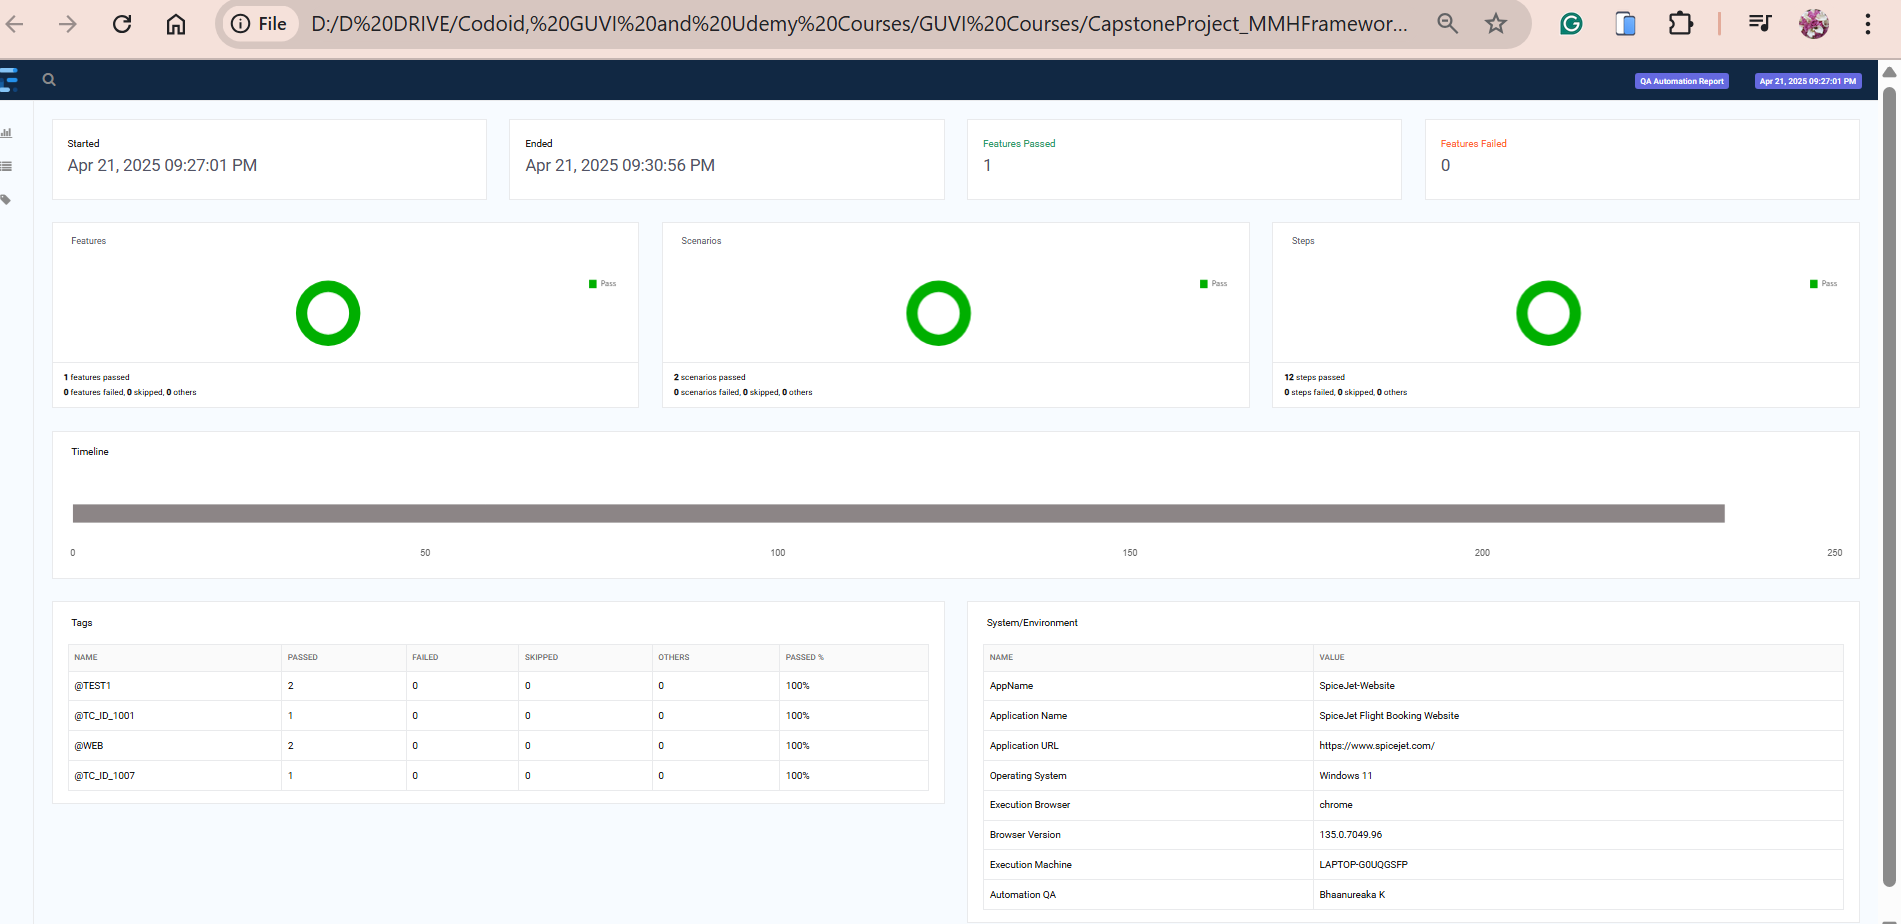 File
D:/D%20DRIVE/Codoid,%20GUVI%20and%20Udemy%20Courses/GUVI%20Courses/CapstoneProject_MMHFramewor...
QA Automation Report
Apr 21, 2025 09:27:01 PM
Started
Apr 21, 2025 09:27:01 PM
Ended
Apr 21, 2025 09:30:56 PM
Features Passed
1
Features Failed
0
Features
Pass
1 features passed
0 features failed, 0 skipped, 0 others
Scenarios
Pass
2 scenarios passed
0 scenarios failed, 0 skipped, 0 others
Steps
Pass
12 steps passed
0 steps failed, 0 skipped, 0 others
Timeline
0 50 100 150 200 250
Tags
NAME PASSED FAILED SKIPPED OTHERS PASSED %
@TEST1 2 0 0 0 100%
@TC_ID_1001 1 0 0 0 100%
@WEB 2 0 0 0 100%
@TC_ID_1007 1 0 0 0 100%
System/Environment
NAME VALUE
AppName SpiceJet-Website
Application Name SpiceJet Flight Booking Website
Application URL https://www.spicejet.com/
Operating System Windows 11
Execution Browser chrome
Browser Version 135.0.7049.96
Execution Machine LAPTOP-G0UQGSFP
Automation QA Bhaanureaka K